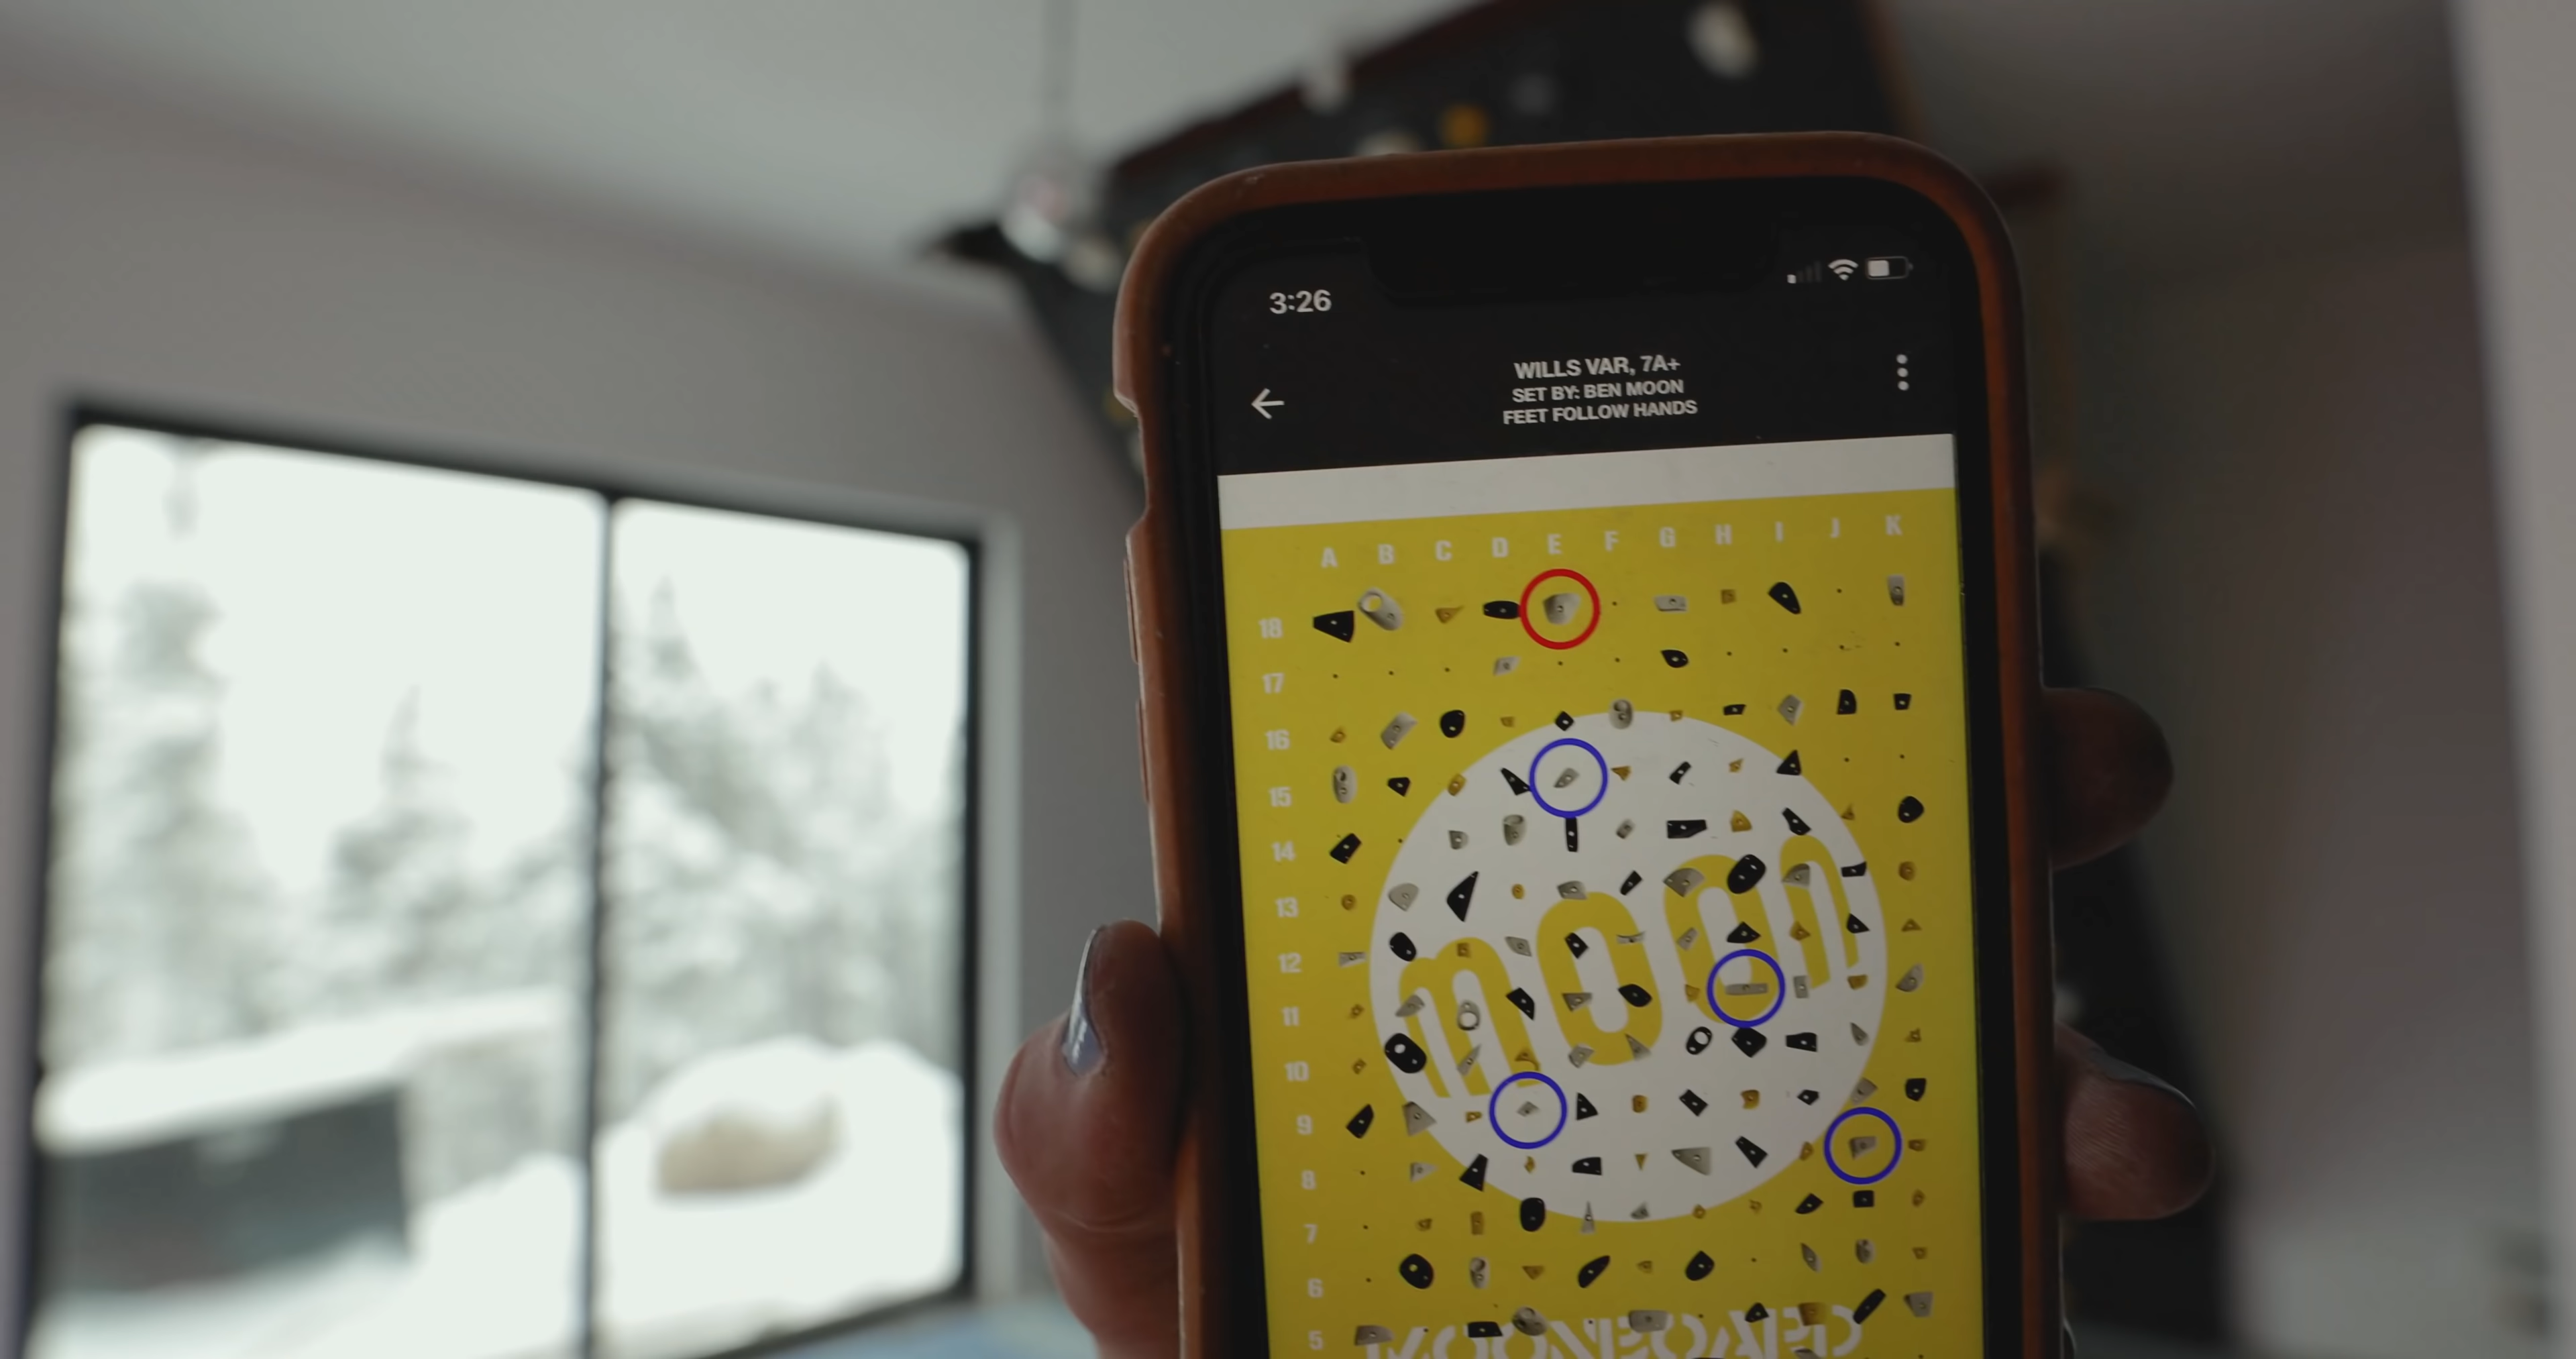 3:26
WILLS VAR, 7A+
SET BY: BEN MOON
FEET FOLLOW HANDS
A B C D E F G H I J K
18
17
16
15
14
13
moon
12
11
10
9
8
7
6
5
MOONBOARD